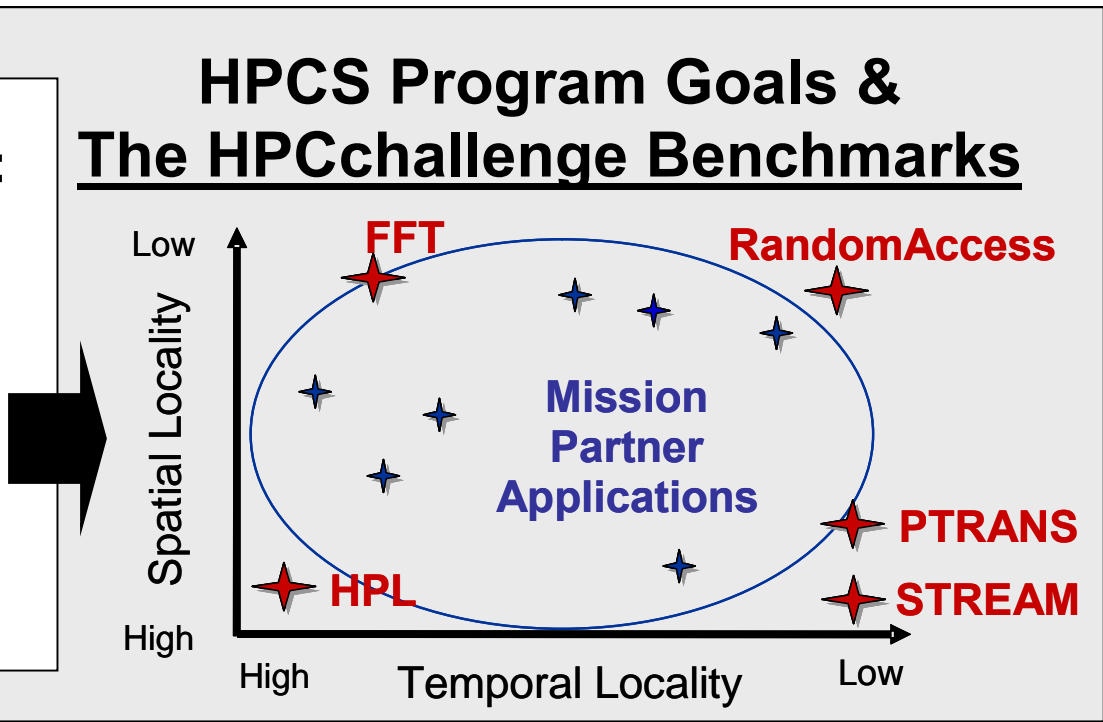 HPCS Program Goals &
The HPCchallenge Benchmarks
:
Low
FFT
RandomAccess
Spatial Locality
Mission
Partner
Applications
PTRANS
HPL
STREAM
High
High
Temporal Locality
Low